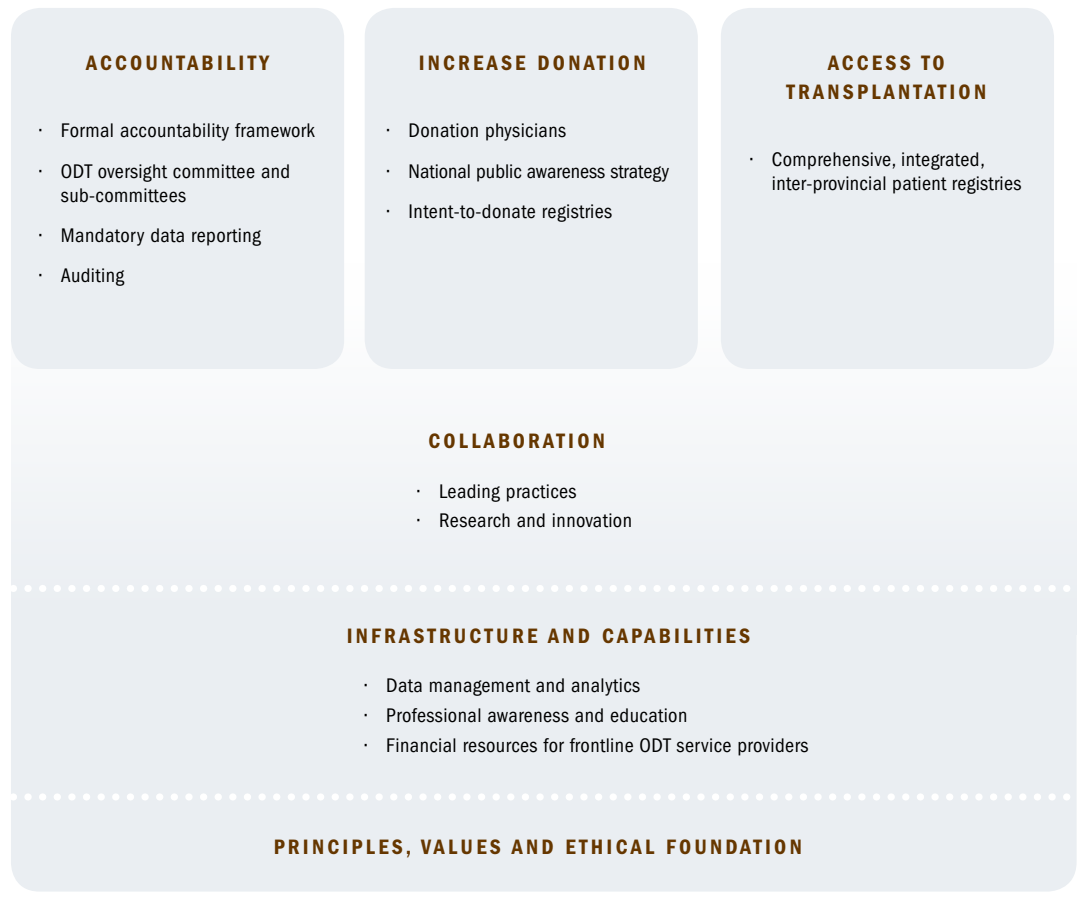 ACCOUNTABILITY
· Formal accountability framework
· ODT oversight committee and
sub-committees
· Mandatory data reporting
· Auditing
INCREASE DONATION
· Donation physicians
· National public awareness strategy
· Intent-to-donate registries
ACCESS TO
TRANSPLANTATION
· Comprehensive, integrated,
inter-provincial patient registries
COLLABORATION
· Leading practices
· Research and innovation
INFRASTRUCTURE AND CAPABILITIES
· Data management and analytics
· Professional awareness and education
· Financial resources for frontline ODT service providers
PRINCIPLES, VALUES AND ETHICAL FOUNDATION